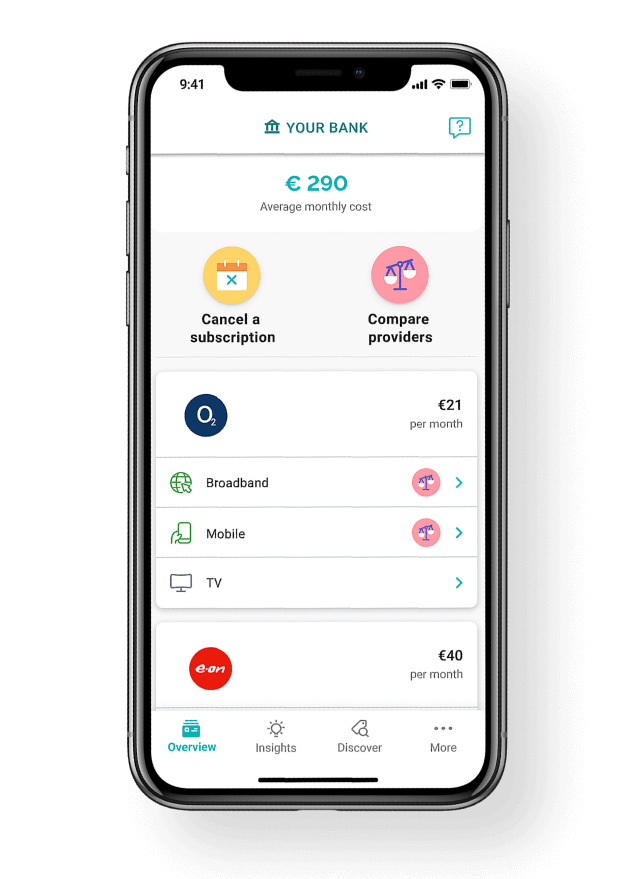 9:41
YOUR BANK
?
€ 290
Average monthly cost
Cancel a
subscription
Compare
providers
O2
€21
per month
Broadband
Mobile
TV
e·on
€40
per month
Overview
Insights
Discover
More